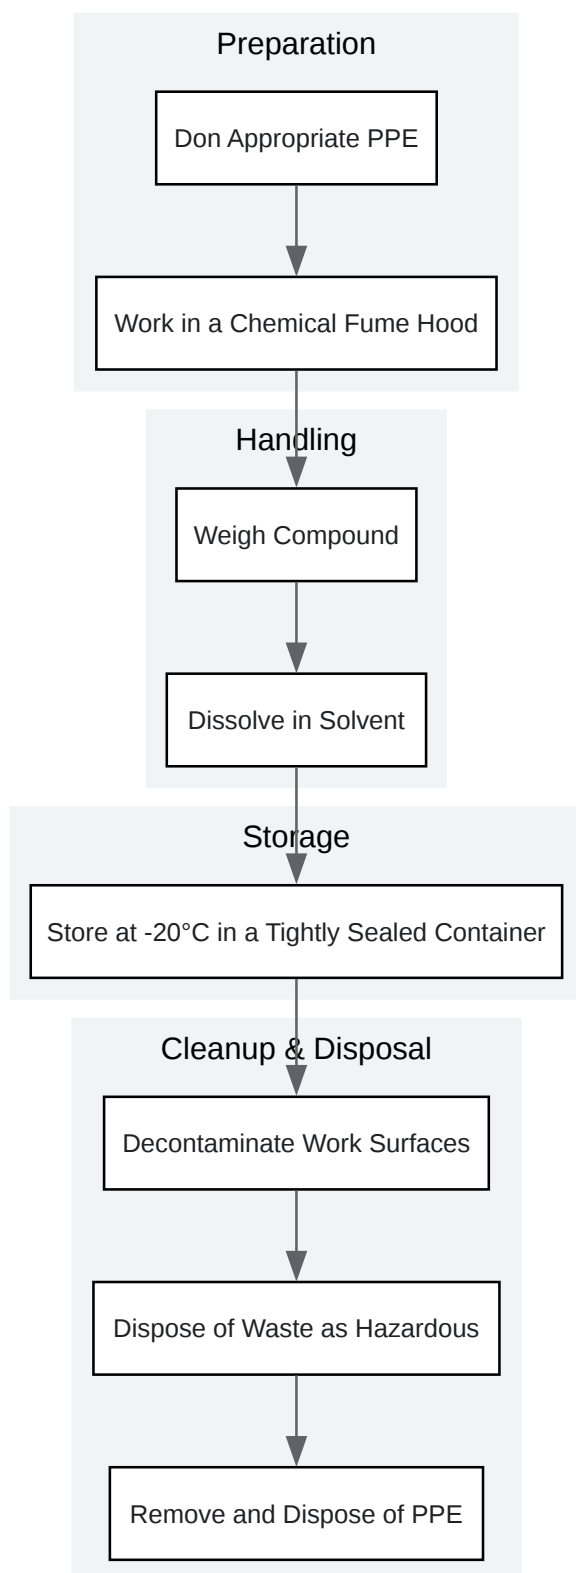 Preparation
Don Appropriate PPE
Work in a Chemical Fume Hood
Handling
Weigh Compound
Dissolve in Solvent
Storage
Store at -20°C in a Tightly Sealed Container
Cleanup & Disposal
Decontaminate Work Surfaces
Dispose of Waste as Hazardous
Remove and Dispose of PPE